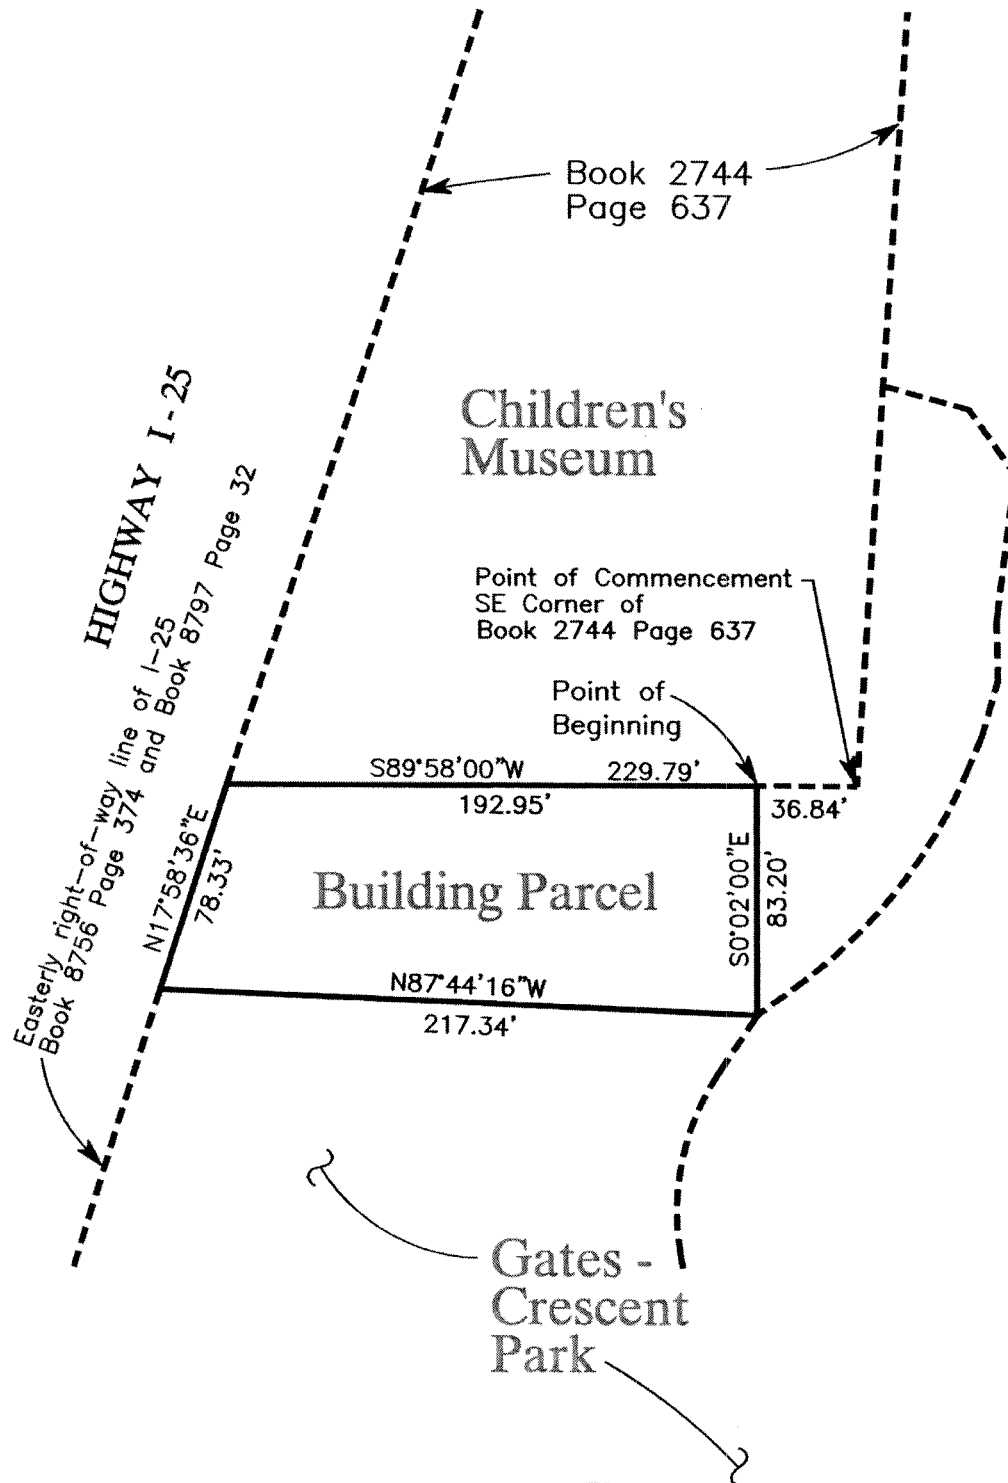 Book 2744
Page 637
Children's
Museum
HIGHWAY I-25
Easterly right-of-way line of I-25
Book 8756 Page 374 and Book 8797 Page 32
Point of Commencement
SE Corner of
Book 2744 Page 637
Point of
Beginning
S89°58'00"W 229.79'
192.95'
36.84'
N17°58'36"E
78.33'
Building Parcel
S0°02'00"E
83.20'
N87°44'16"W
217.34'
Gates -
Crescent
Park